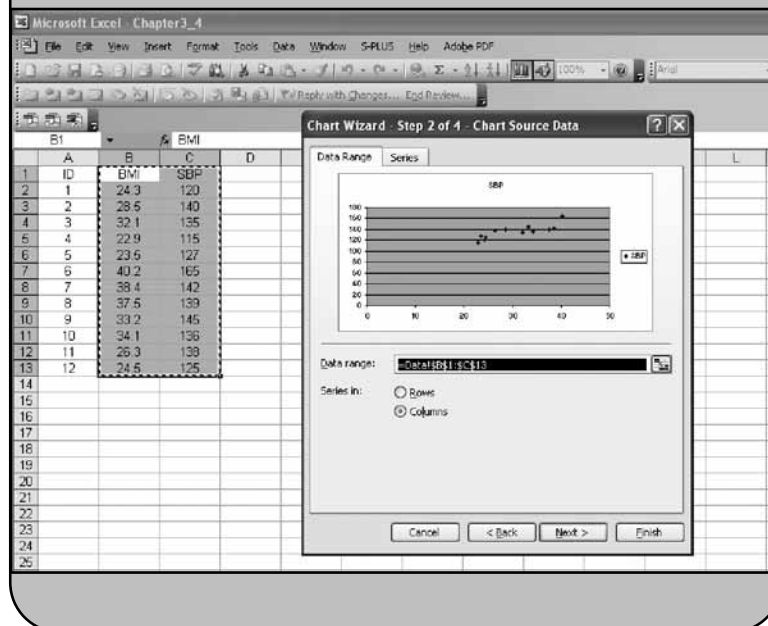 Microsoft Excel - Chapter3_4
File Edit View Insert Format Tools Data Window S-PLUS Help Adobe PDF
100% Arial
Reply with Changes... End Review...
B1 fx BMI
A B C D L
1 ID BMI SBP
2 1 24.3 120
3 2 28.5 140
4 3 32.1 135
5 4 22.9 115
6 5 23.6 127
7 6 40.2 165
8 7 38.4 142
9 8 37.5 139
10 9 33.2 145
11 10 34.1 136
12 11 26.3 138
13 12 24.5 125
14
15
16
17
18
19
20
21
22
23
24
25
Chart Wizard - Step 2 of 4 - Chart Source Data
Data Range Series
SBP
180
160
140
120
100
80
60
40
20
0
0 10 20 30 40 50
SBP
Data range: =Data!$B$1:$C$13
Series in: Rows
Columns
Cancel < Back Next > Finish